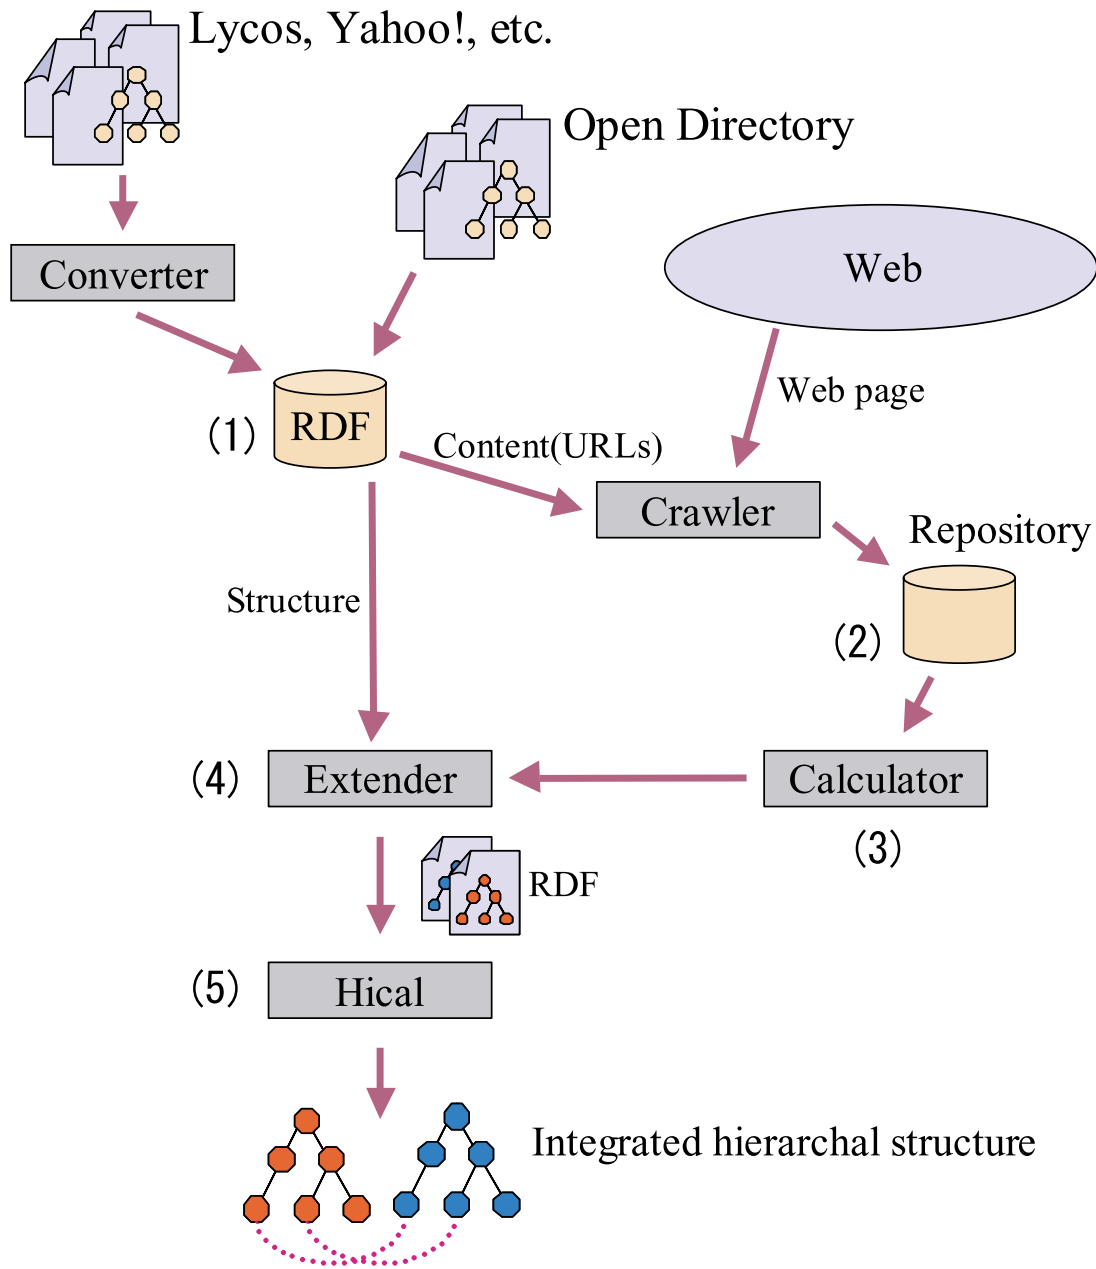 Lycos, Yahoo!, etc.
Open Directory
Converter
Web
Web page
(1)
RDF
Content(URLs)
Crawler
Repository
Structure
(2)
(4)
Extender
Calculator
(3)
RDF
(5)
Hical
Integrated hierarchal structure